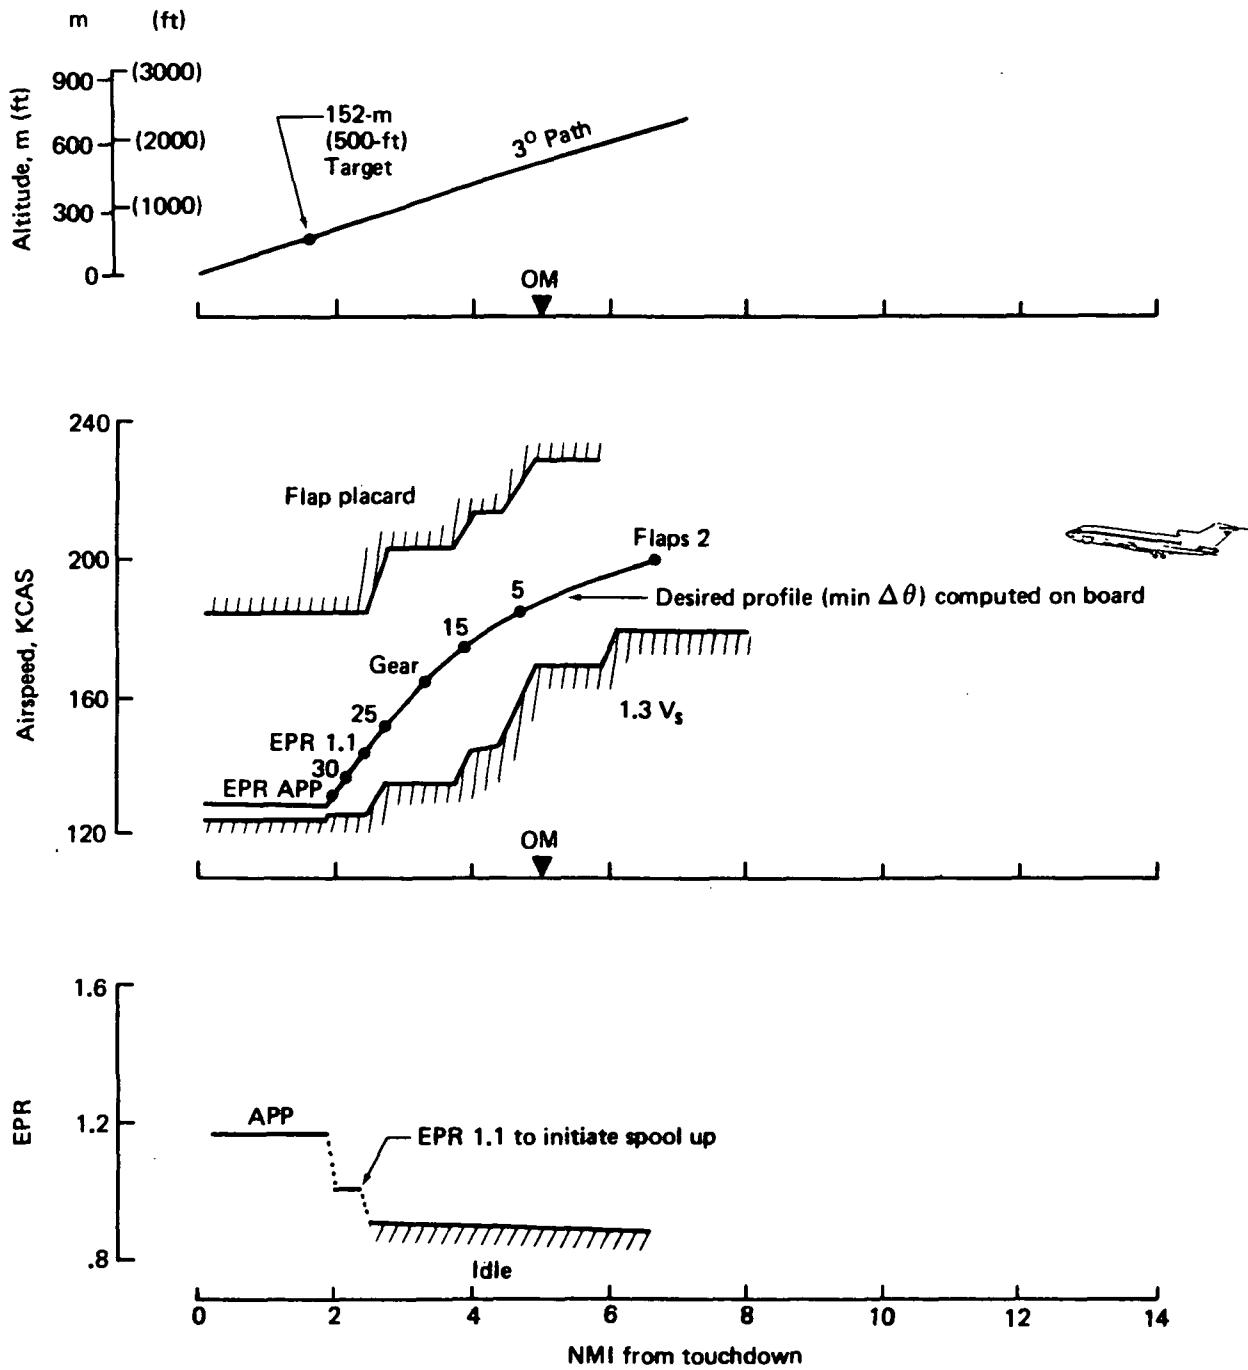 m (ft)
Altitude, m (ft)
900 (3000)
600 (2000)
300 (1000)
0
152-m
(500-ft)
Target
3° Path
OM
Airspeed, KCAS
240
200
160
120
Flap placard
Flaps 2
5
Desired profile (min Δ θ) computed on board
15
Gear
25
1.3 Vs
EPR 1.1
30
EPR APP
OM
EPR
1.6
1.2
.8
APP
EPR 1.1 to initiate spool up
Idle
0 2 4 6 8 10 12 14
NMI from touchdown